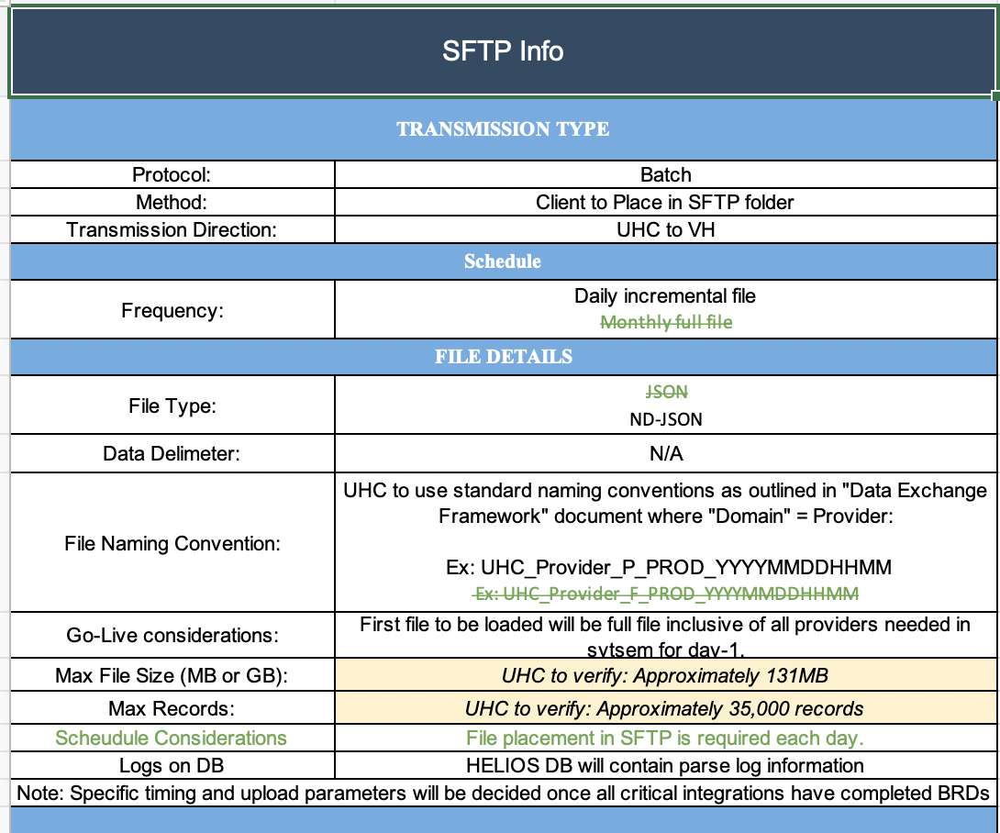 SFTP Info
TRANSMISSION TYPE
Protocol: Batch
Method: Client to Place in SFTP folder
Transmission Direction: UHC to VH
Schedule
Frequency: Daily incremental file
Monthly full file
FILE DETAILS
File Type: JSON
ND-JSON
Data Delimeter: N/A
File Naming Convention: UHC to use standard naming conventions as outlined in "Data Exchange
Framework" document where "Domain" = Provider:
Ex: UHC_Provider_P_PROD_YYYYMMDDHHMM
Ex: UHC_Provider_F_PROD_YYYYMMDDHHMM
Go-Live considerations: First file to be loaded will be full file inclusive of all providers needed in
sytsem for day-1.
Max File Size (MB or GB): UHC to verify: Approximately 131MB
Max Records: UHC to verify: Approximately 35,000 records
Scheudule Considerations File placement in SFTP is required each day.
Logs on DB HELIOS DB will contain parse log information
Note: Specific timing and upload parameters will be decided once all critical integrations have completed BRDs